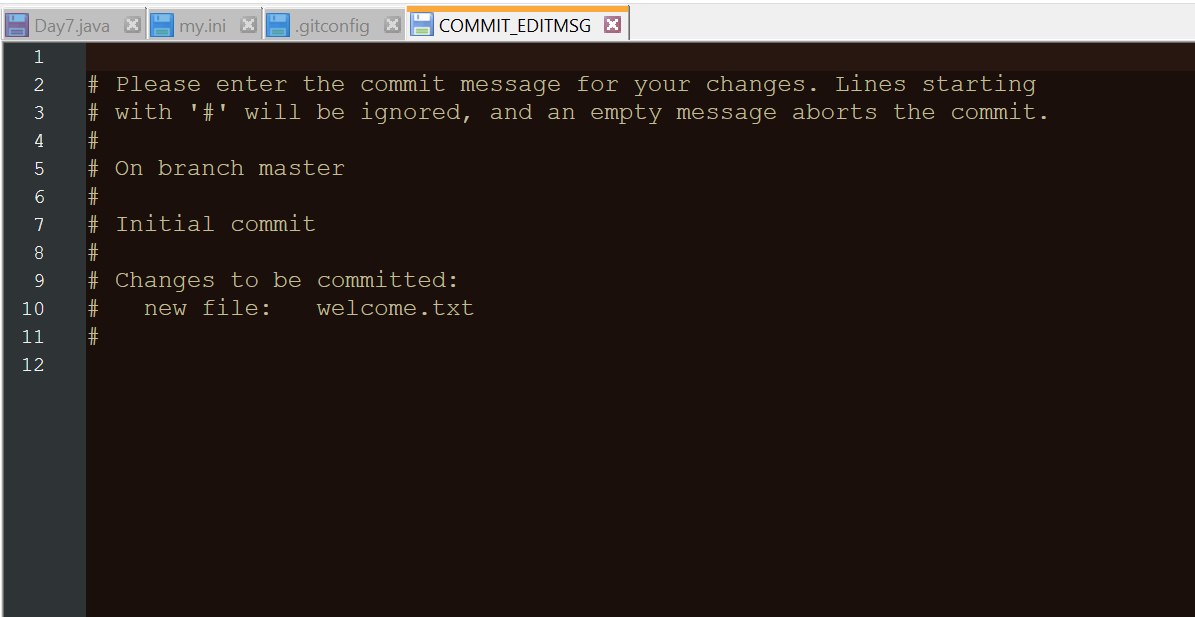 Day7.java my.ini .gitconfig COMMIT_EDITMSG
1
2 # Please enter the commit message for your changes. Lines starting
3 # with '#' will be ignored, and an empty message aborts the commit.
4 #
5 # On branch master
6 #
7 # Initial commit
8 #
9 # Changes to be committed:
10 #   new file:   welcome.txt
11 #
12